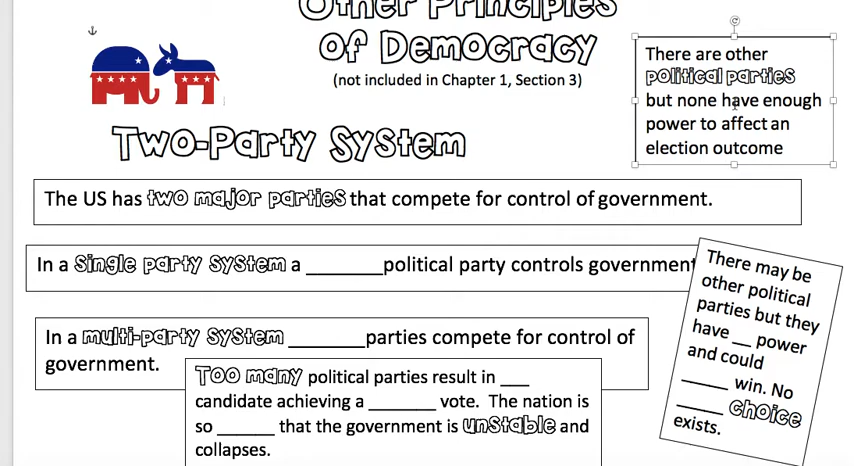 Other Principles
of Democracy
(not included in Chapter 1, Section 3)
There are other
political parties
but none have enough
power to affect an
election outcome
Two-Party System
The US has two major parties that compete for control of government.
In a Single party System a ________political party controls government
There may be
other political
parties but they
have __ power
and could
_____ win. No
_____ choice
exists.
In a multi-party System ________parties compete for control of
government.
Too many political parties result in ___
candidate achieving a _______ vote. The nation is
so ______ that the government is unstable and
collapses.